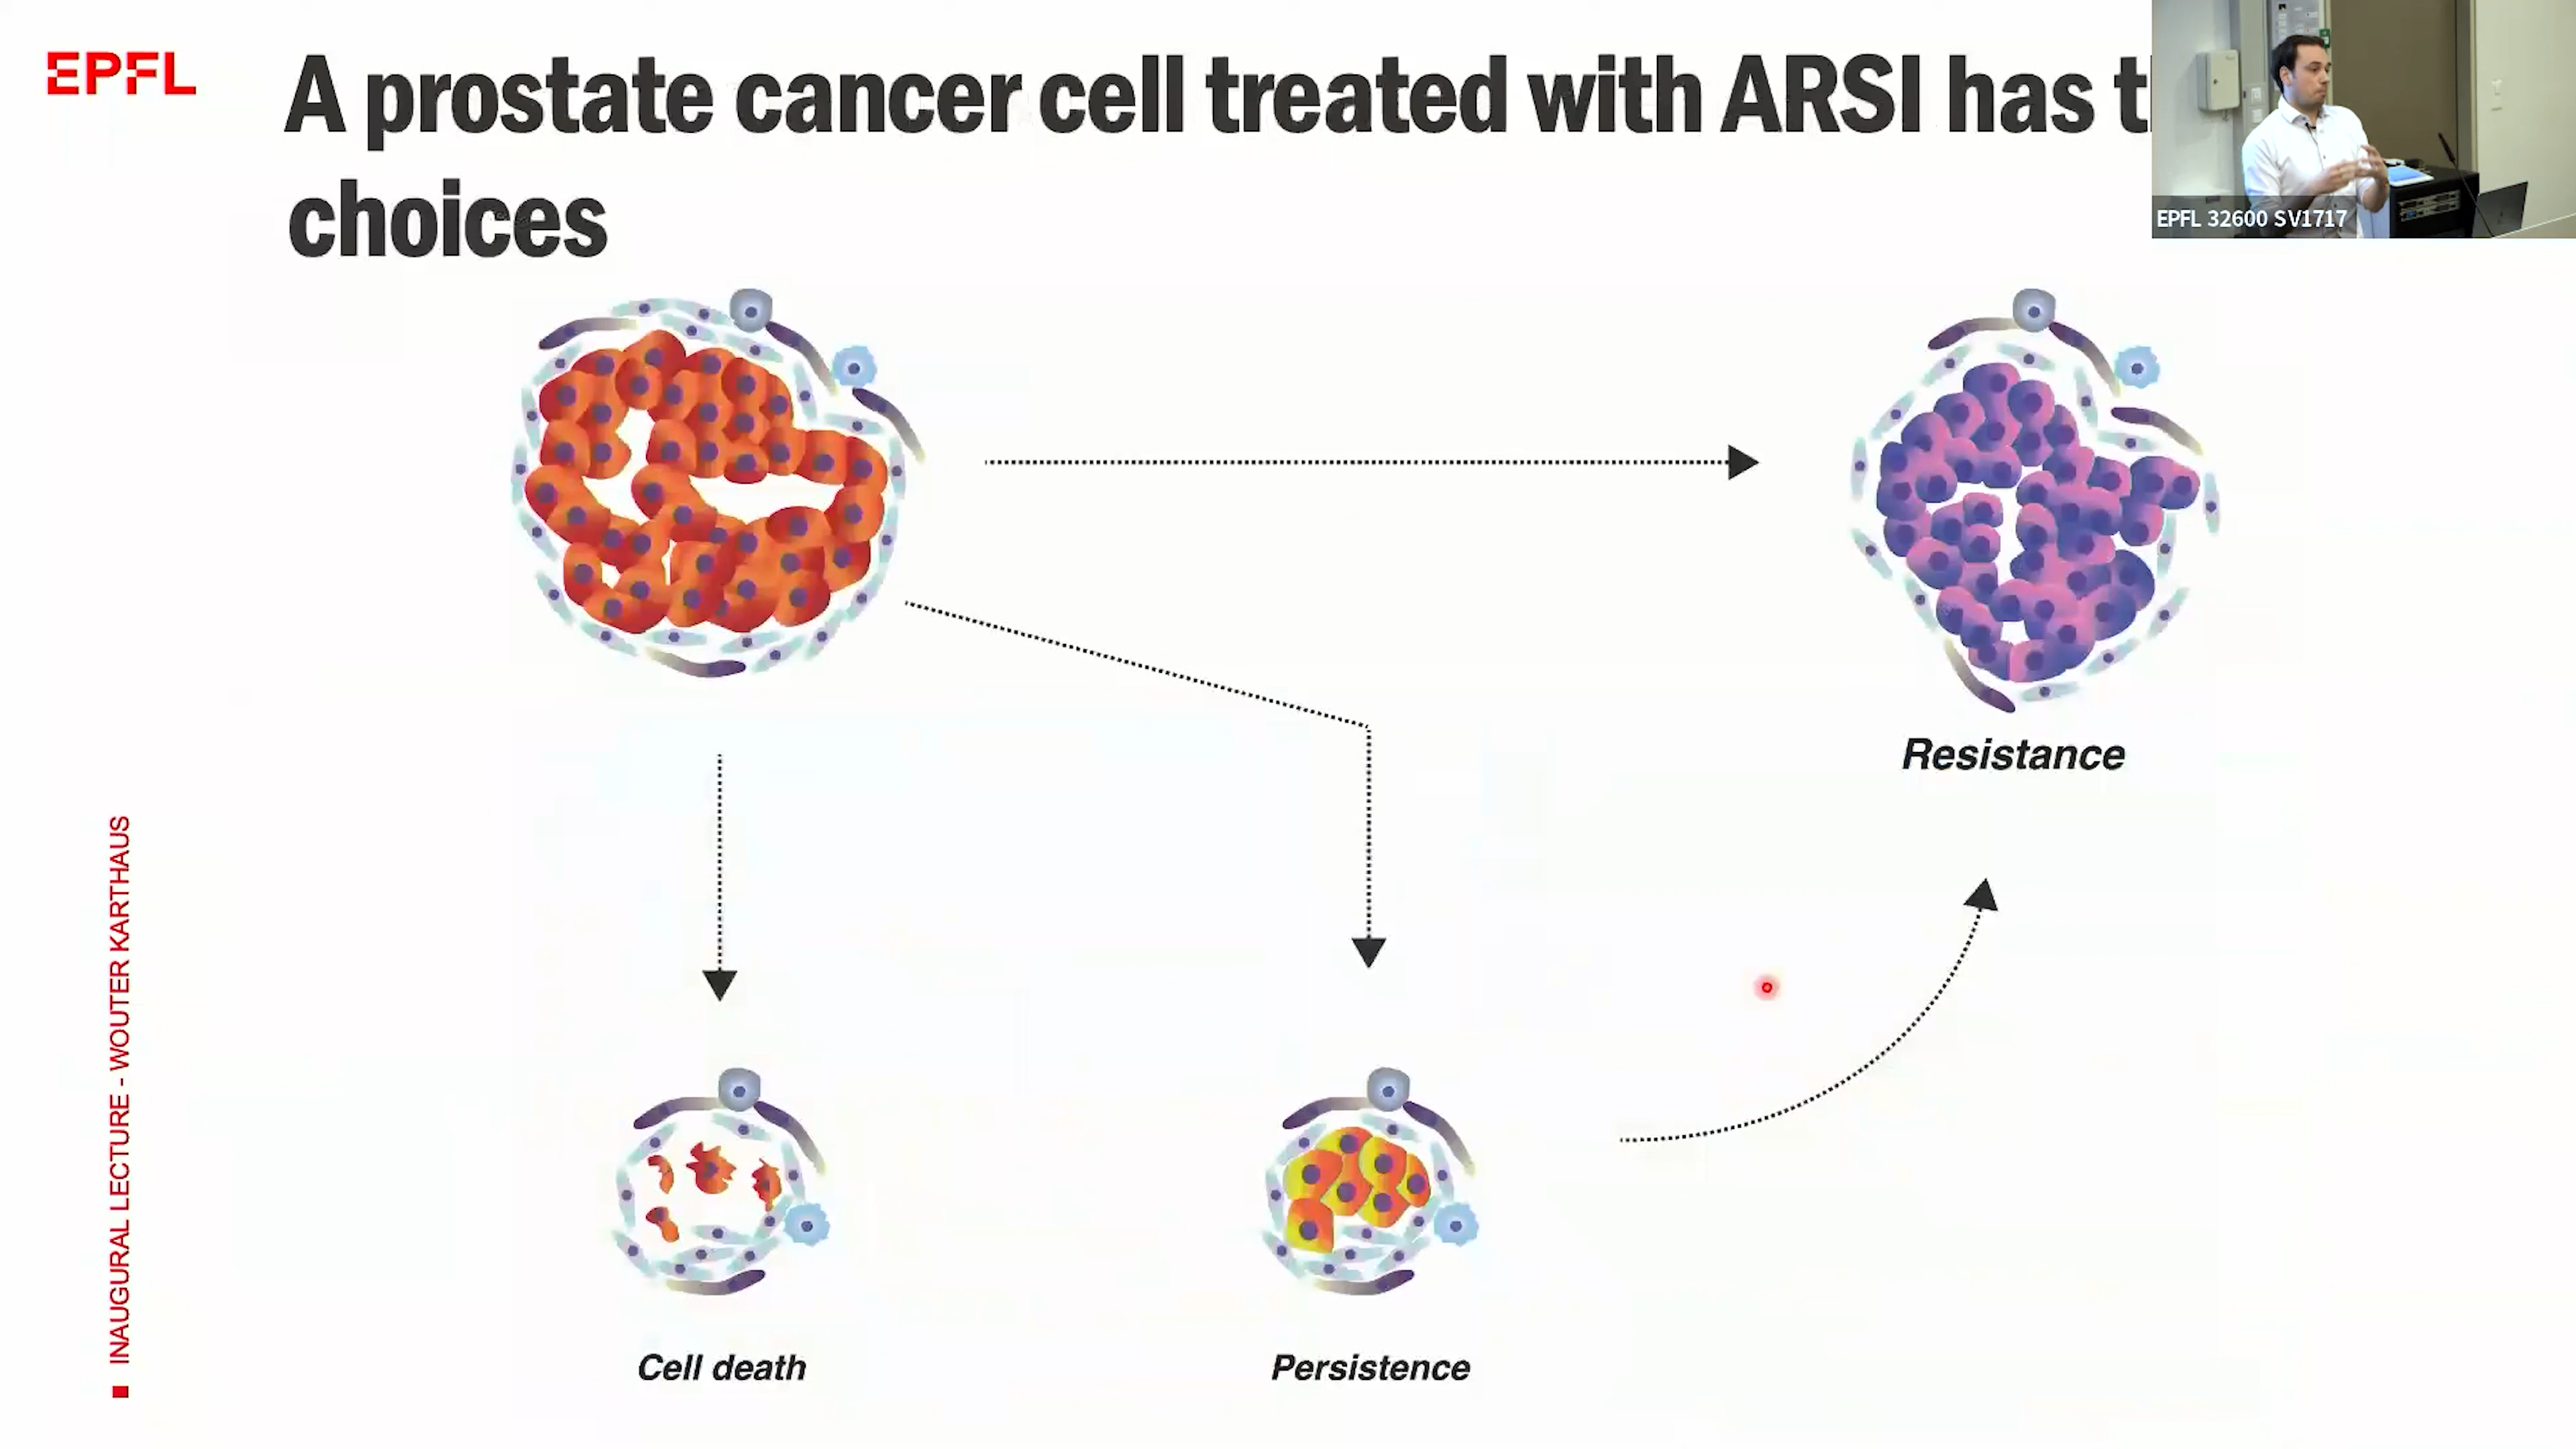 EPFL
A prostate cancer cell treated with ARSI has
choices
EPFL 32600 SV1717
Resistance
INAUGURAL LECTURE - WOUTER KARTHAUS
Cell death
Persistence